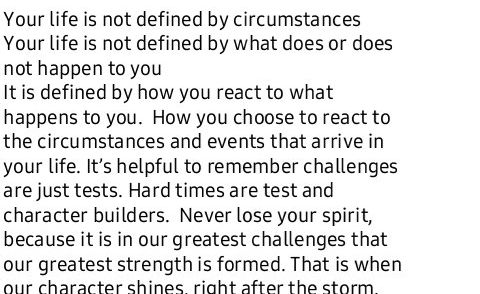 Your life is not defined by circumstances
Your life is not defined by what does or does
not happen to you
It is defined by how you react to what
happens to you.  How you choose to react to
the circumstances and events that arrive in
your life. It’s helpful to remember challenges
are just tests. Hard times are test and
character builders.  Never lose your spirit,
because it is in our greatest challenges that
our greatest strength is formed. That is when
our character shines, right after the storm.